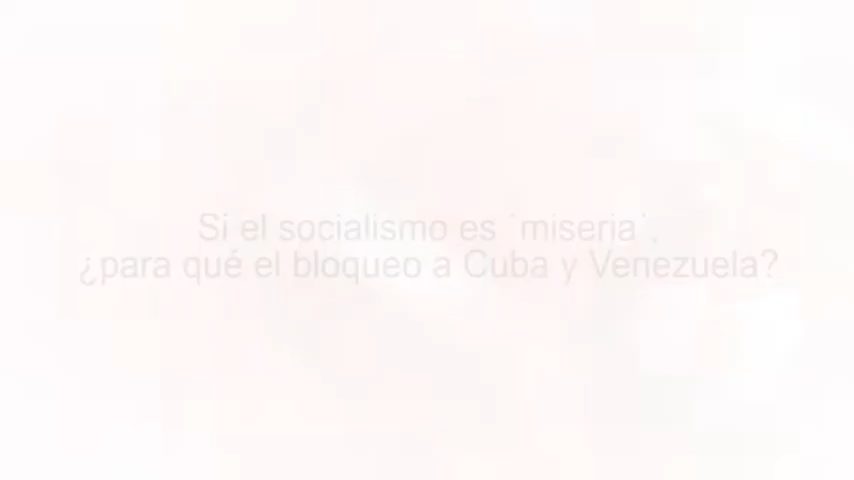 Si el socialismo es ´miseria´,
¿para qué el bloqueo a Cuba y Venezuela?